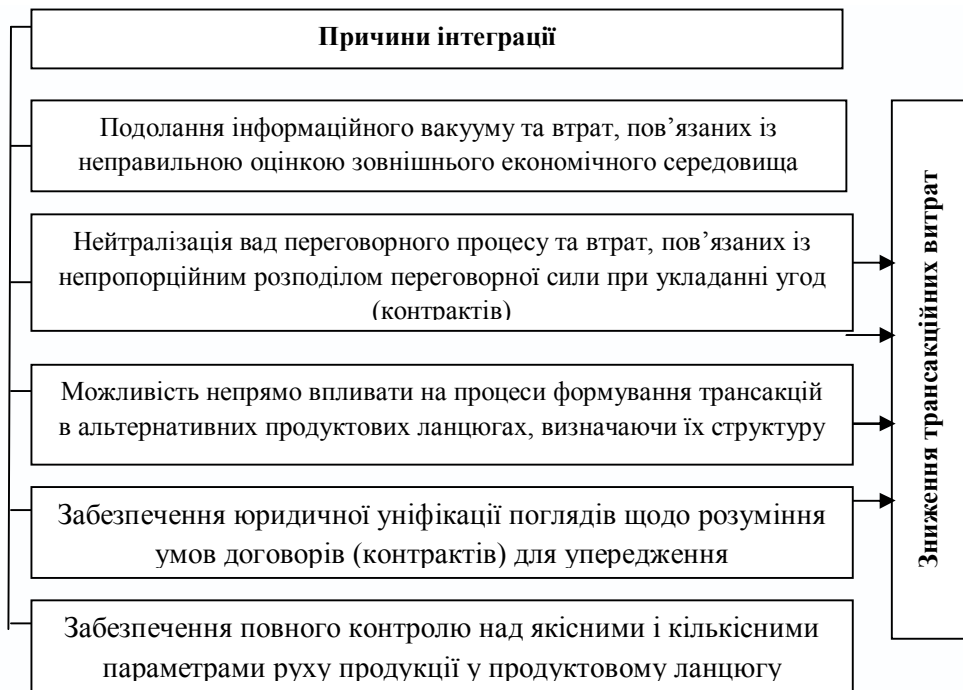 Причини інтеграції
Подолання інформаційного вакууму та втрат, пов’язаних із
неправильною оцінкою зовнішнього економічного середовища
Нейтралізація вад переговорного процесу та втрат, пов’язаних із
непропорційним розподілом переговорної сили при укладанні угод
(контрактів)
Можливість непрямо впливати на процеси формування трансакцій
в альтернативних продуктових ланцюгах, визначаючи їх структуру
Забезпечення юридичної уніфікації поглядів щодо розуміння
умов договорів (контрактів) для упередження
Забезпечення повного контролю над якісними і кількісними
параметрами руху продукції у продуктовому ланцюгу
Зниження трансакційних витрат